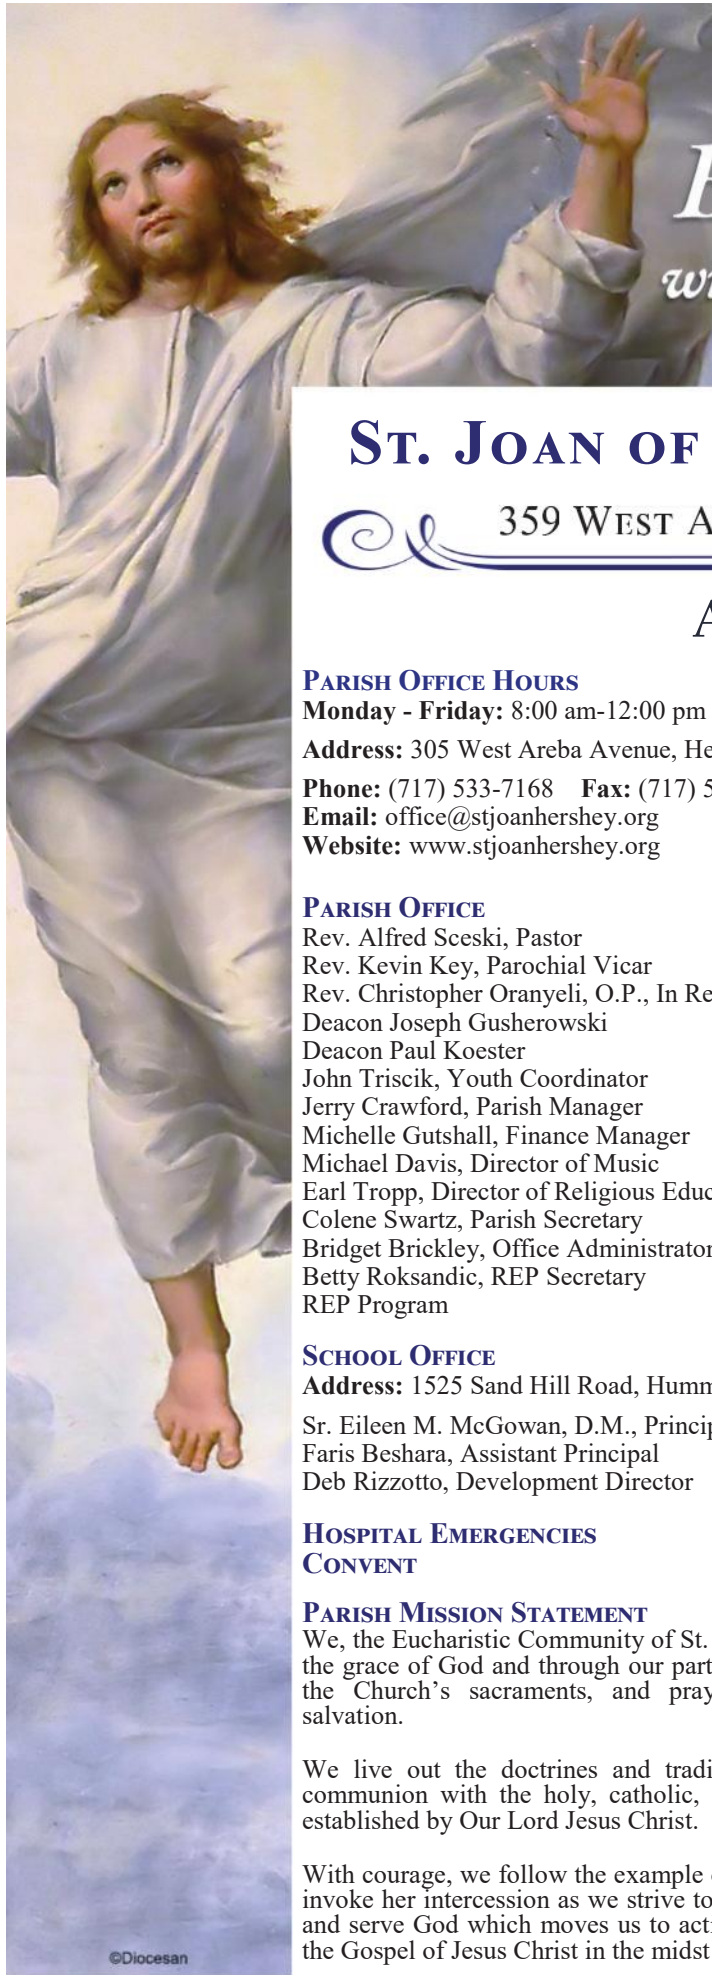 wi
ST. JOAN OF
359 WEST A
A
PARISH OFFICE HOURS
Monday - Friday: 8:00 am-12:00 pm
Address: 305 West Areba Avenue, He
Phone: (717) 533-7168 Fax: (717) 5
Email: office@stjoanhershey.org
Website: www.stjoanhershey.org
PARISH OFFICE
Rev. Alfred Sceski, Pastor
Rev. Kevin Key, Parochial Vicar
Rev. Christopher Oranyeli, O.P., In Re
Deacon Joseph Gusherowski
Deacon Paul Koester
John Triscik, Youth Coordinator
Jerry Crawford, Parish Manager
Michelle Gutshall, Finance Manager
Michael Davis, Director of Music
Earl Tropp, Director of Religious Educ
Colene Swartz, Parish Secretary
Bridget Brickley, Office Administrator
Betty Roksandic, REP Secretary
REP Program
SCHOOL OFFICE
Address: 1525 Sand Hill Road, Humm
Sr. Eileen M. McGowan, D.M., Princip
Faris Beshara, Assistant Principal
Deb Rizzotto, Development Director
HOSPITAL EMERGENCIES
CONVENT
PARISH MISSION STATEMENT
We, the Eucharistic Community of St.
the grace of God and through our part
the Church's sacraments, and pray
salvation.
We live out the doctrines and tradi
communion with the holy, catholic,
established by Our Lord Jesus Christ.
With courage, we follow the example
invoke her intercession as we strive to
and serve God which moves us to act
the Gospel of Jesus Christ in the midst
©Diocesan